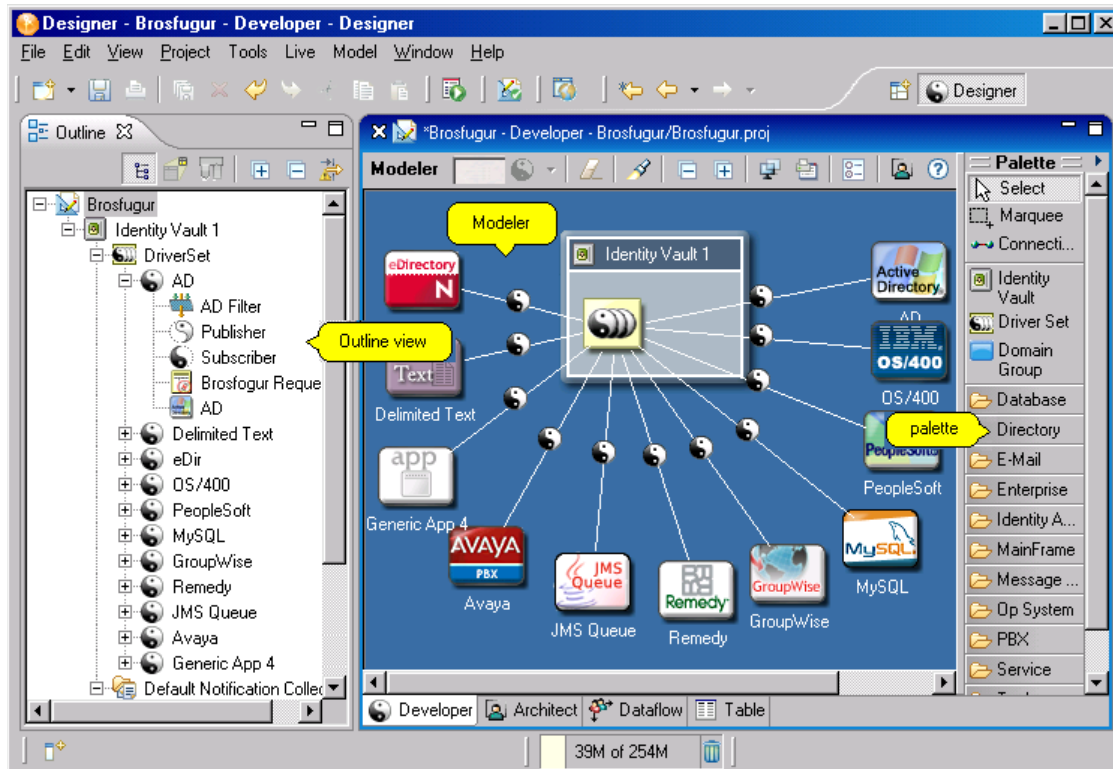 Designer - Brosfugur - Developer - Designer
File Edit View Project Tools Live Model Window Help
Designer
Outline
*Brosfugur - Developer - Brosfugur/Brosfugur.proj
Modeler
Palette
Select
Marquee
Connecti...
Identity
Vault
Driver Set
Domain
Group
Database
Directory
E-Mail
Enterprise
Identity A...
MainFrame
Message ...
Op System
PBX
Service
Brosfugur
Identity Vault 1
DriverSet
AD
AD Filter
Publisher
Subscriber
Brosfogur Reque
AD
Delimited Text
eDir
OS/400
PeopleSoft
MySQL
GroupWise
Remedy
JMS Queue
Avaya
Generic App 4
Default Notification Collec
Modeler
Outline view
palette
Identity Vault 1
eDirectory
N
Text
Delimited Text
app
Generic App 4
AVAYA
PBX
Avaya
JMS
Queue
JMS Queue
Remedy
Remedy
GroupWise
GroupWise
MySQL
MySQL
PeopleSoft
PeopleSoft
IBM
OS/400
OS/400
Active
Directory
AD
Developer Architect Dataflow Table
39M of 254M